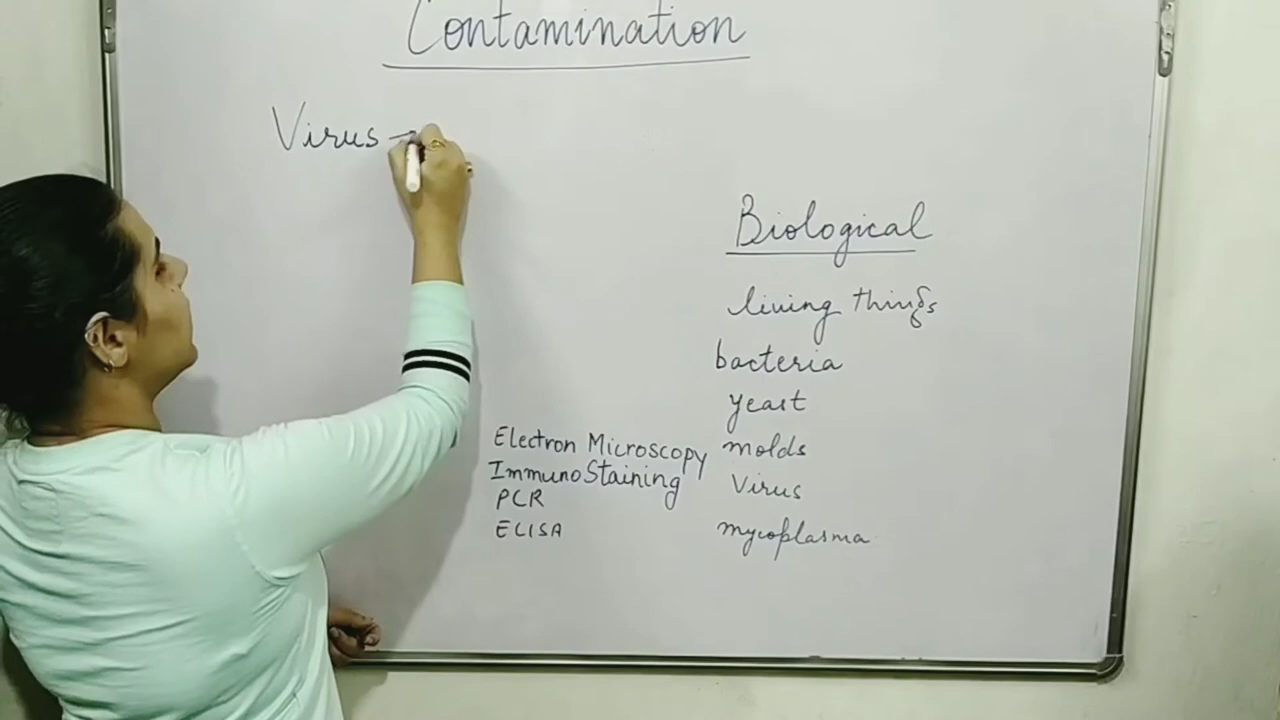 Contamination
Virus →
Biological
living things
bacteria
yeast
molds
Virus
mycoplasma
Electron Microscopy
ImmunoStaining
PCR
ELISA